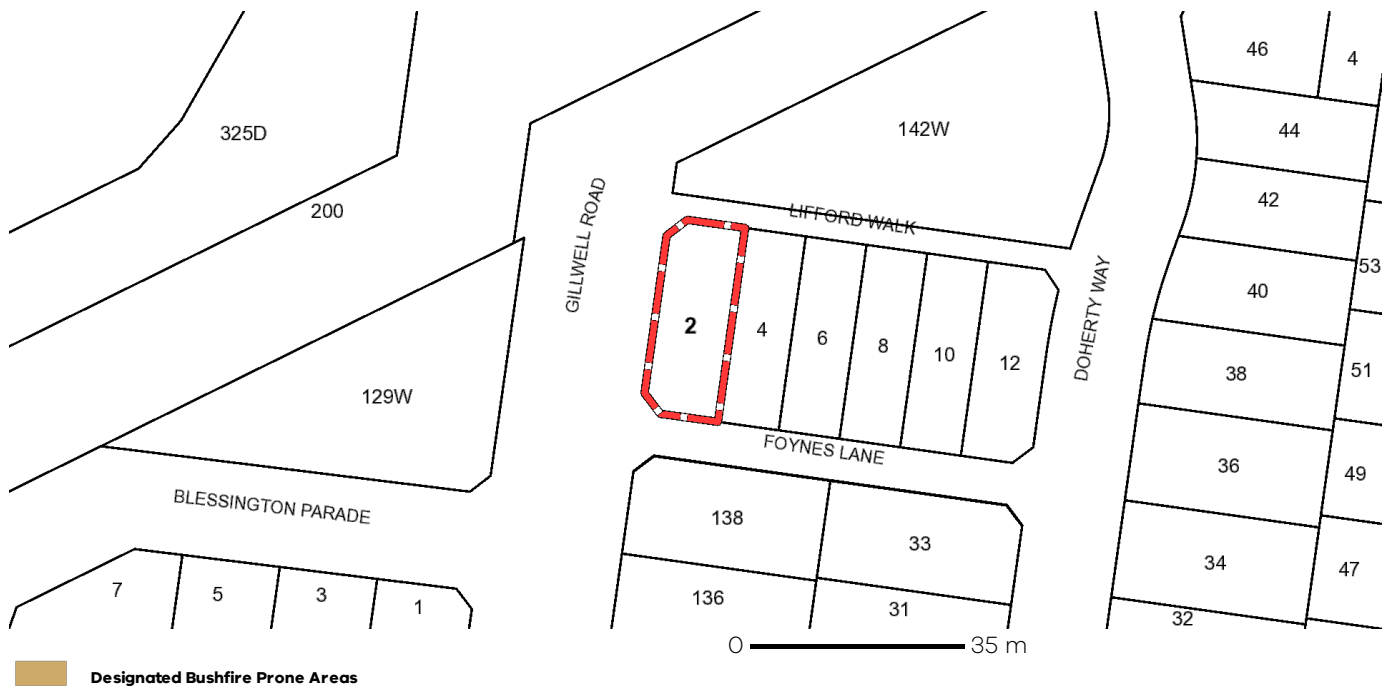 46
4
325D
142W
44
42
200
GILLWELL ROAD
LIFFORD WALK
53
DOHERTY WAY
40
2
4
6
8
10
12
38
51
129W
FOYNES LANE
36
49
BLESSINGTON PARADE
138
33
34
47
7
5
3
1
136
31
32
0
35 m
Designated Bushfire Prone Areas